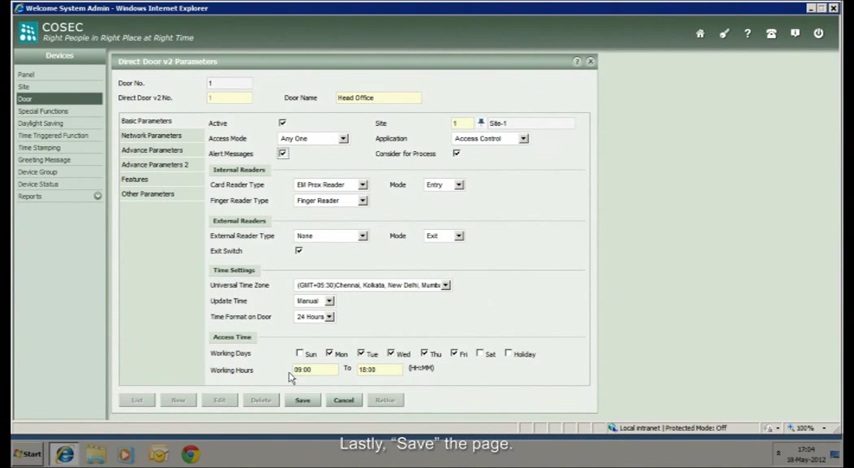 Welcome System Admin - Windows Internet Explorer
COSEC
Right People in Right Place at Right Time
Devices
Panel
Site
Door
Special Functions
Daylight Saving
Time Triggered Function
Time Stamping
Greeting Message
Device Group
Device Status
Reports
Direct Door v2 Parameters
Door No. 1
Direct Door v2 No. 1 Door Name Head Office
Basic Parameters
Network Parameters
Advance Parameters
Advance Parameters 2
Features
Other Parameters
Active Site 1 Site-1
Access Mode Any One Application Access Control
Alert Messages Consider for Process
Internal Readers
Card Reader Type EM Prox Reader Mode Entry
Finger Reader Type Finger Reader
External Readers
External Reader Type None Mode Exit
Exit Switch
Time Settings
Universal Time Zone (GMT+05:30)Chennai, Kolkata, New Delhi, Mumb
Update Time Manual
Time Format on Door 24 Hours
Access Time
Working Days Sun Mon Tue Wed Thu Fri Sat Holiday
Working Hours 09:00 To 18:00 (HH:MM)
List New Edit Delete Save Cancel
Local intranet | Protected Mode: Off 100%
Lastly, “Save” the page.
Start 17:04
18-May-2012